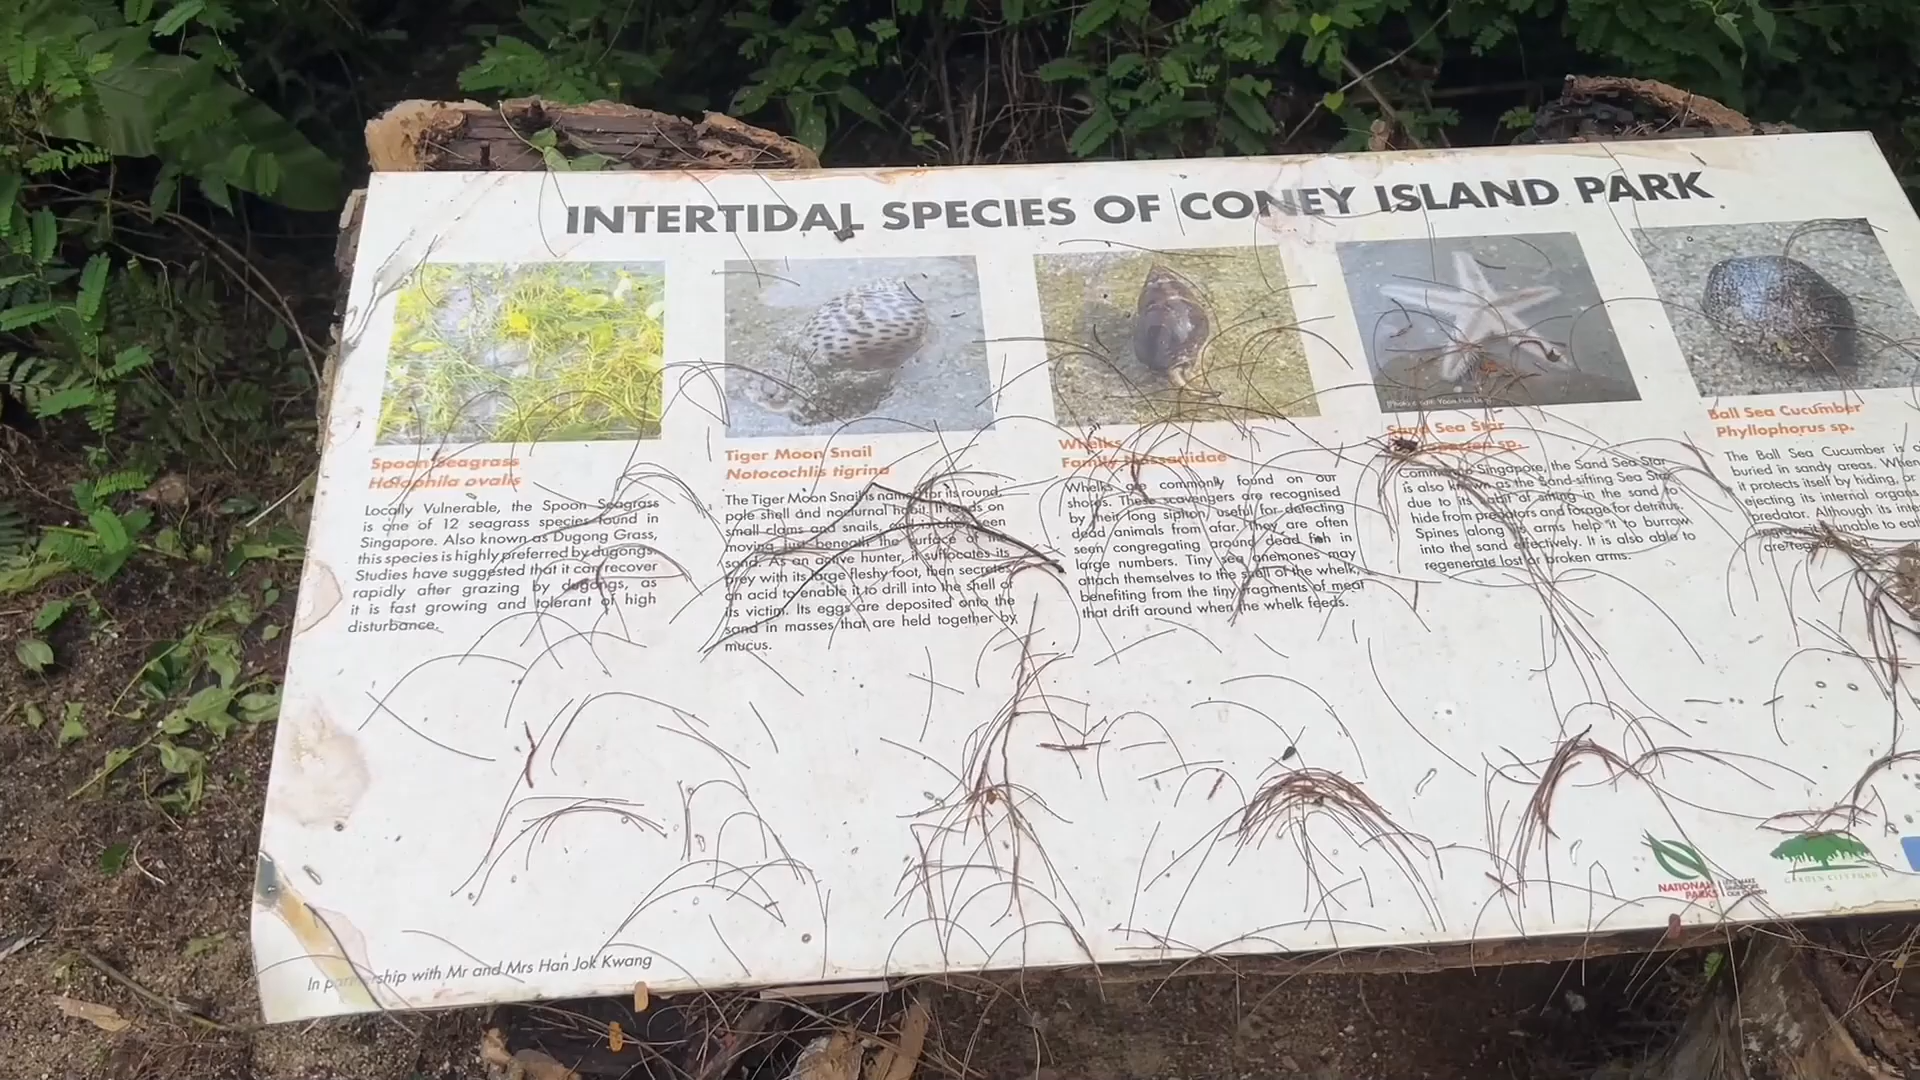 INTERTIDAL SPECIES OF CONEY ISLAND PARK
Spoon Seagrass
Halophila ovalis
Locally Vulnerable, the Spoon Seagrass
is one of 12 seagrass species found in
Singapore. Also known as Dugong Grass,
this species is highly preferred by dugongs.
Studies have suggested that it can recover
rapidly after grazing by dugongs, as
it is fast growing and tolerant of high
disturbance.
Tiger Moon Snail
Notocochlis tigrina
The Tiger Moon Snail is named for its round,
pale shell and nocturnal habit. It feeds on
small clams and snails, and is often seen
moving just beneath the surface of the
sand. As an active hunter, it suffocates its
prey with its large fleshy foot, then secretes
an acid to enable it to drill into the shell of
its victim. Its eggs are deposited onto the
sand in masses that are held together by
mucus.
Whelks
Family Nassariidae
Whelks are commonly found on our
shores. These scavengers are recognised
by their long siphon, useful for detecting
dead animals from afar. They are often
seen congregating around dead fish in
large numbers. Tiny sea anemones may
attach themselves to the shell of the whelk,
benefiting from the tiny fragments of meat
that drift around when the whelk feeds.
Sand Sea Star
sp.
Common in Singapore, the Sand Sea Star
is also known as the Sand-sifting Sea Star
due to its habit of sifting in the sand to
hide from predators and forage for detritus.
Spines along its arms help it to burrow
into the sand effectively. It is also able to
regenerate lost or broken arms.
Ball Sea Cucumber
Phyllophorus sp.
The Ball Sea Cucumber is
buried in sandy areas. When
it protects itself by hiding, or
ejecting its internal organs
predator. Although its
unable to eat
are
In partnership with Mr and Mrs Han Jok Kwang
NATIONAL
PARKS
GARDEN CITY FUND